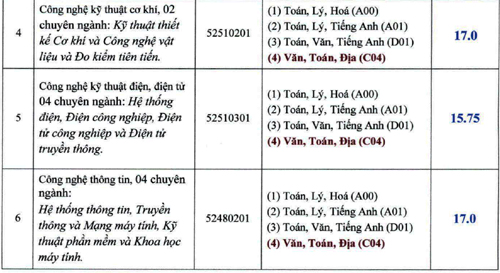 4
Công nghệ kỹ thuật cơ khí, 02
chuyên ngành: Kỹ thuật thiết
kế Cơ khí và Công nghệ vật
liệu và Đo kiểm tiên tiến.
52510201
(1) Toán, Lý, Hoá (A00)
(2) Toán, Lý, Tiếng Anh (A01)
(3) Toán, Văn, Tiếng Anh (D01)
(4) Văn, Toán, Địa (C04)
17.0
5
Công nghệ kỹ thuật điện, điện tử
04 chuyên ngành: Hệ thống
điện, Điện công nghiệp, Điện
tử công nghiệp và Điện tử
truyền thông.
52510301
(1) Toán, Lý, Hoá (A00)
(2) Toán, Lý, Tiếng Anh (A01)
(3) Toán, Văn, Tiếng Anh (D01)
(4) Văn, Toán, Địa (C04)
15.75
6
Công nghệ thông tin, 04 chuyên
ngành:
Hệ thống thông tin, Truyền
thông và Mạng máy tính, Kỹ
thuật phần mềm và Khoa học
máy tính.
52480201
(1) Toán, Lý, Hoá (A00)
(2) Toán, Lý, Tiếng Anh (A01)
(3) Toán, Văn, Tiếng Anh (D01)
(4) Văn, Toán, Địa (C04)
17.0